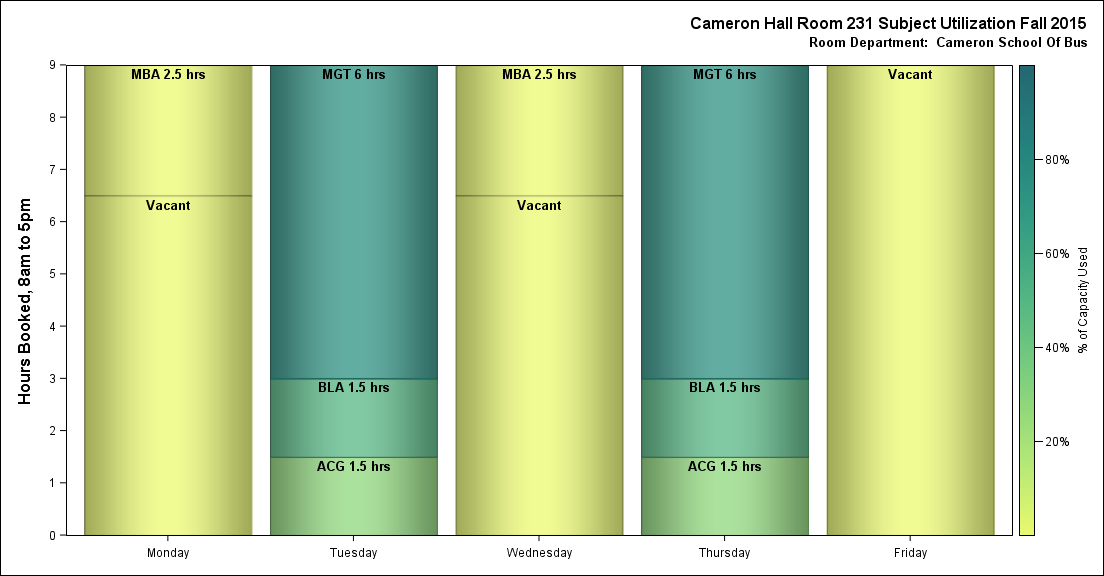 Cameron Hall Room 231 Subject Utilization Fall 2015
Room Department:  Cameron School Of Bus
Hours Booked, 8am to 5pm
9
8
7
6
5
4
3
2
1
0
MBA 2.5 hrs
Vacant
MGT 6 hrs
BLA 1.5 hrs
ACG 1.5 hrs
MBA 2.5 hrs
Vacant
MGT 6 hrs
BLA 1.5 hrs
ACG 1.5 hrs
Vacant
Monday
Tuesday
Wednesday
Thursday
Friday
80%
60%
40%
20%
% of Capacity Used